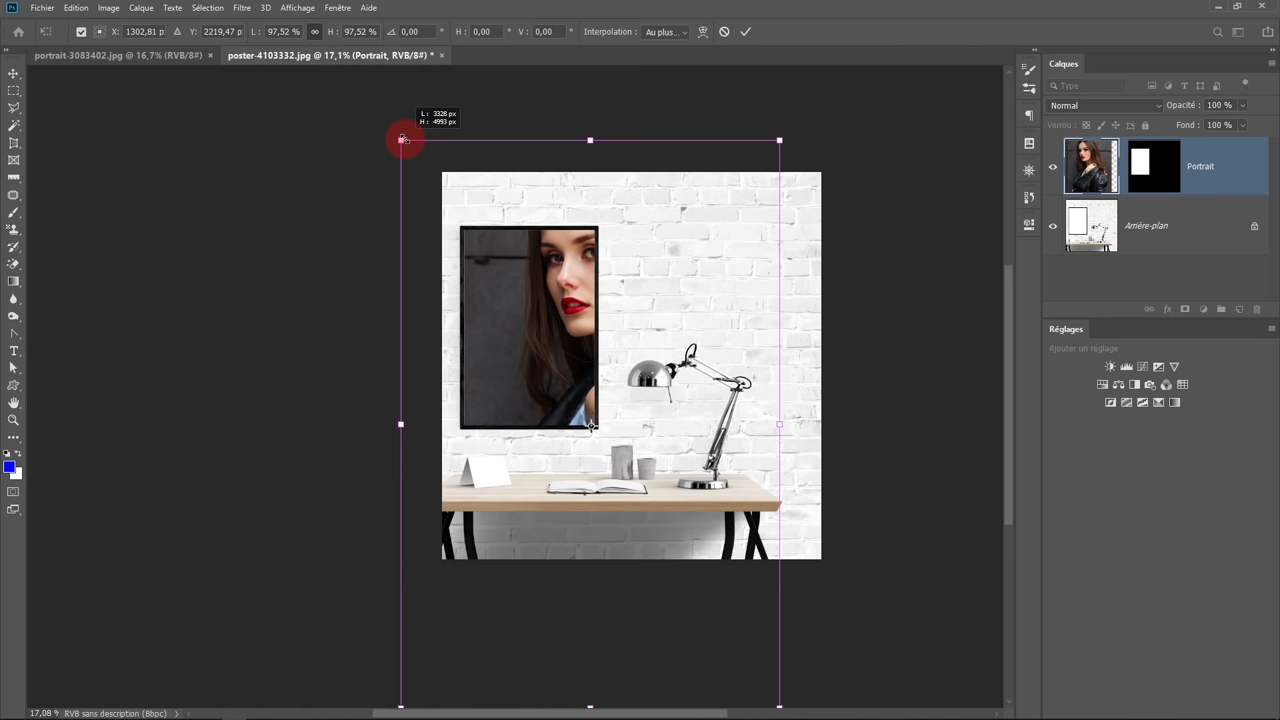 Ps Fichier Edition Image Calque Texte Sélection Filtre 3D Affichage Fenêtre Aide
X: 1302,81 p Y: 2219,47 p L: 97,52 % H: 97,52 % 0,00 ° H: 0,00 ° V: 0,00 ° Interpolation : Au plus...
portrait-3083402.jpg @ 16,7% (RVB/8#) × poster-4103332.jpg @ 17,1% (Portrait, RVB/8#) * ×
Calques
Type
Normal Opacité : 100 %
Verrou : Fond : 100 %
L : 3328 px
H : 4993 px
Portrait
Arrière-plan
fx
Réglages
Ajouter un réglage
17,08 % RVB sans description (8bpc)